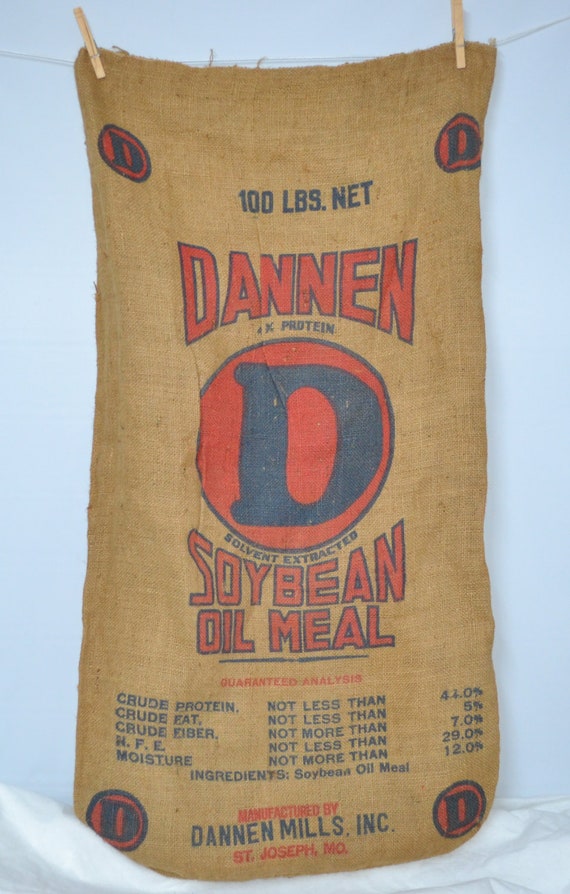 D D
100 LBS. NET
DANNEN
% PROTEIN
D
SOLVENT EXTRACTED
SOYBEAN
OIL MEAL
GUARANTEED ANALYSIS
CRUDE PROTEIN, NOT LESS THAN 44.0%
CRUDE FAT, NOT LESS THAN 5%
CRUDE FIBER, NOT MORE THAN 7.0%
N. F. E. NOT LESS THAN 29.0%
MOISTURE NOT MORE THAN 12.0%
INGREDIENTS: Soybean Oil Meal
D D
MANUFACTURED BY
DANNEN MILLS, INC.
ST. JOSEPH, MO.